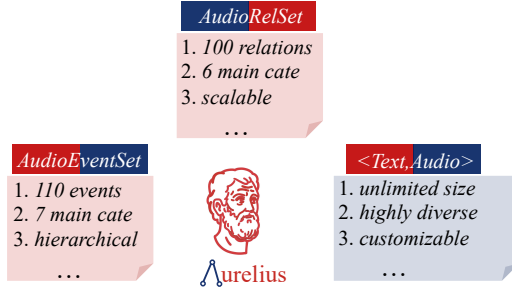 AudioRelSet
1. 100 relations
2. 6 main cate
3. scalable
...
AudioEventSet
1. 110 events
2. 7 main cate
3. hierarchical
...
<Text,Audio>
1. unlimited size
2. highly diverse
3. customizable
...
Aurelius